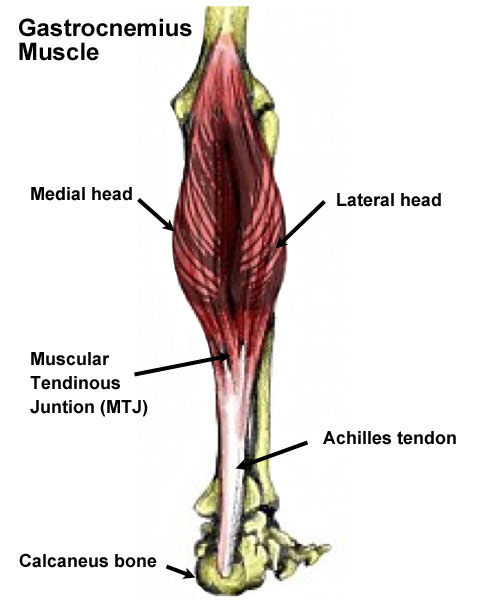 Gastrocnemius
Muscle
Medial head
Lateral head
Muscular
Tendinous
Juntion (MTJ)
Achilles tendon
Calcaneus bone